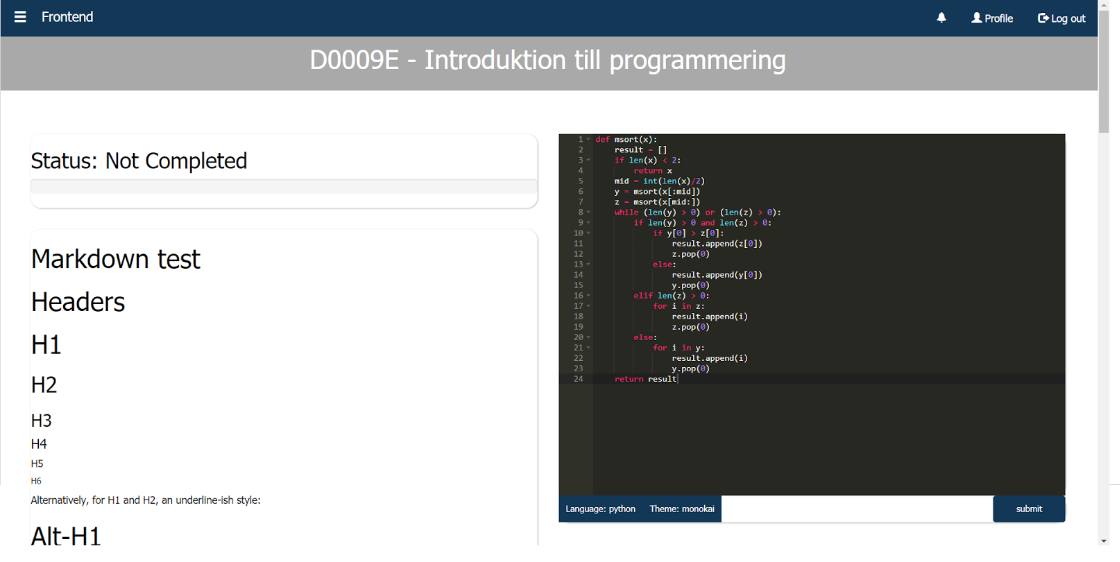 Frontend
Profile
Log out
D0009E - Introduktion till programmering
Status: Not Completed
Markdown test
Headers
H1
H2
H3
H4
H5
H6
Alternatively, for H1 and H2, an underline-ish style:
Alt-H1
1 def msort(x):
2 result = []
3 if len(x) < 2:
4 return x
5 mid = int(len(x)/2)
6 y = msort(x[:mid])
7 z = msort(x[mid:])
8 while (len(y) > 0) or (len(z) > 0):
9 if len(y) > 0 and len(z) > 0:
10 if y[0] > z[0]:
11 result.append(z[0])
12 z.pop(0)
13 else:
14 result.append(y[0])
15 y.pop(0)
16 elif len(z) > 0:
17 for i in z:
18 result.append(i)
19 z.pop(0)
20 else:
21 for i in y:
22 result.append(i)
23 y.pop(0)
24 return result
Language: python Theme: monokai submit